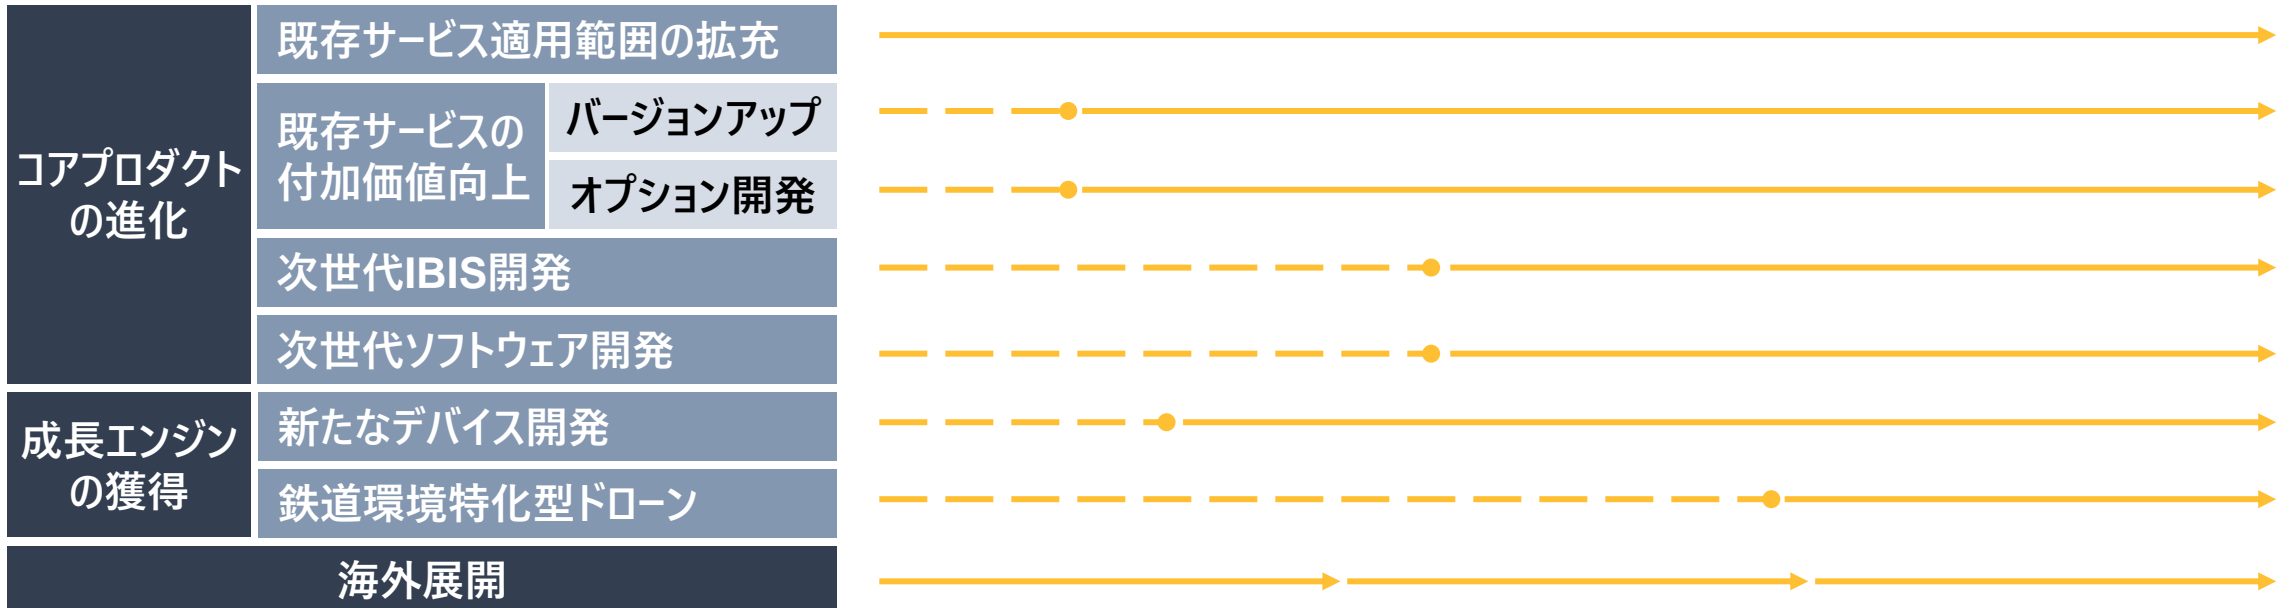 既存サービス適用範囲の拡充
コアプロダクト
の進化
既存サービスの
付加価値向上
バージョンアップ
オプション開発
次世代IBIS開発
次世代ソフトウェア開発
成長エンジン
の獲得
新たなデバイス開発
鉄道環境特化型ドローン
海外展開